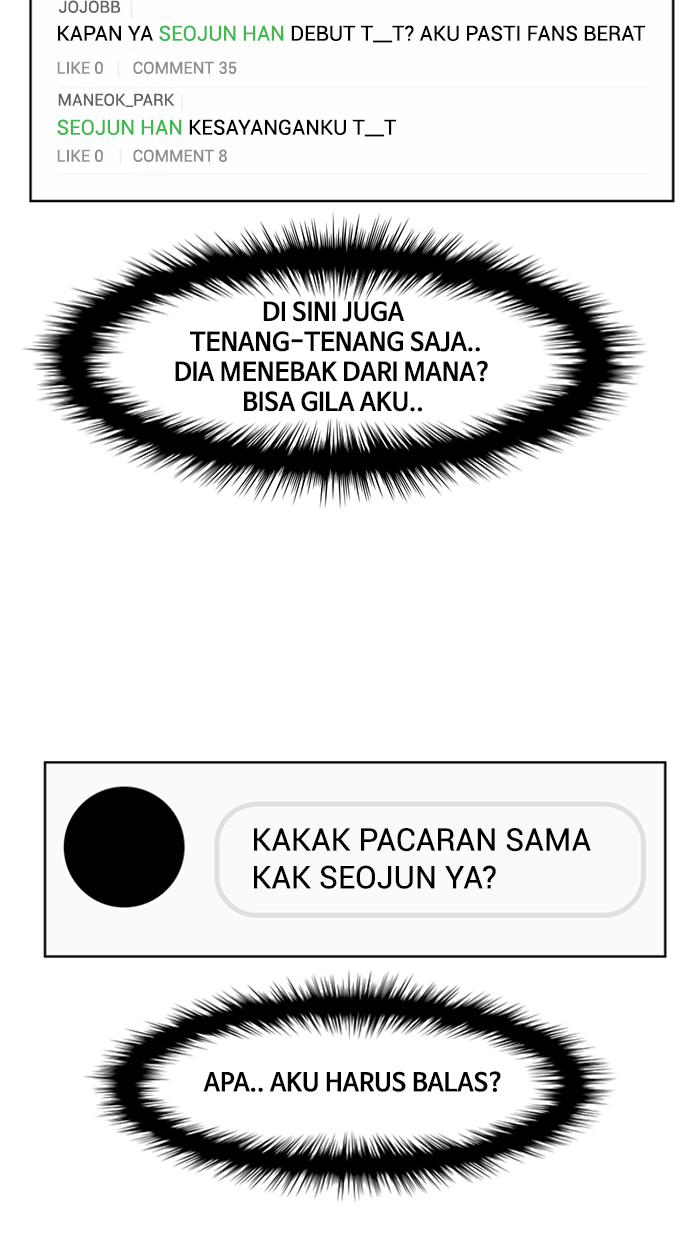 JOJOBB
KAPAN YA SEOJUN HAN DEBUT T__T? AKU PASTI FANS BERAT
LIKE 0 | COMMENT 35
MANEOK_PARK
SEOJUN HAN KESAYANGANKU T__T
LIKE 0 | COMMENT 8
DI SINI JUGA
TENANG-TENANG SAJA..
DIA MENEBAK DARI MANA?
BISA GILA AKU..
KAKAK PACARAN SAMA
KAK SEOJUN YA?
APA.. AKU HARUS BALAS?